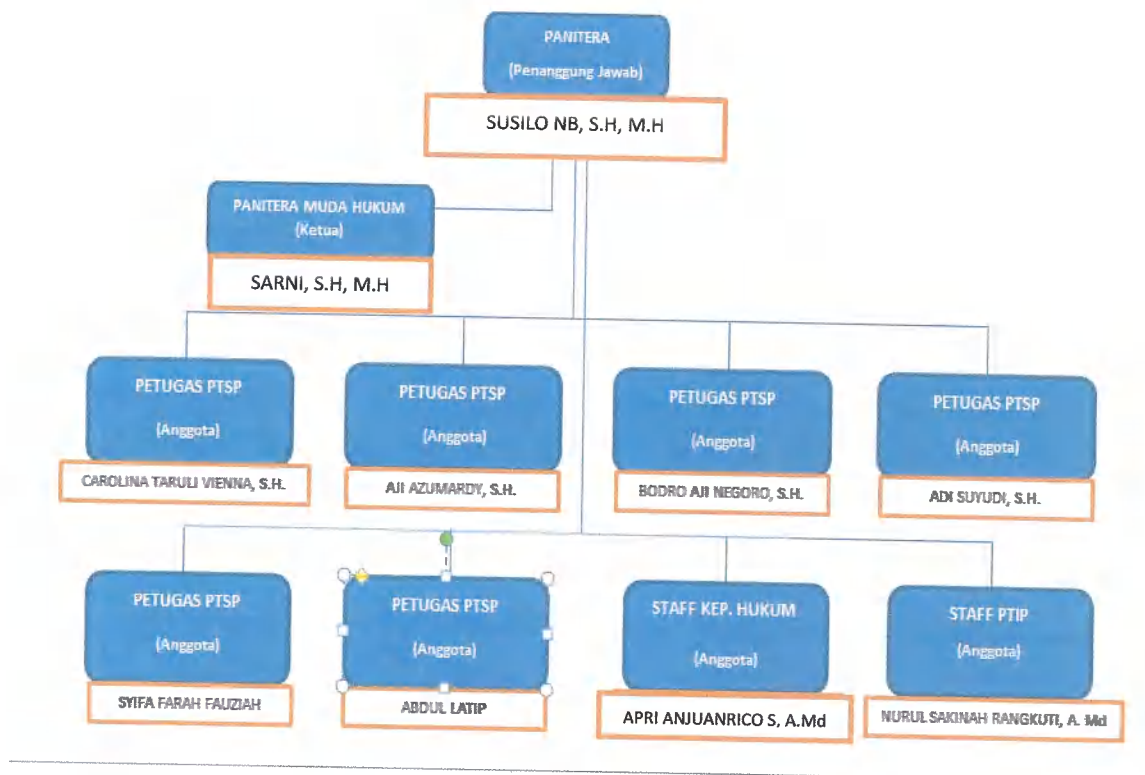 PANITERA
(Penanggung Jawab)
SUSILO NB, S.H, M.H
PANITERA MUDA HUKUM
(Ketua)
SARNI, S.H, M.H
PETUGAS PTSP
(Anggota)
CAROLINA TARULI VIENNA, S.H.
PETUGAS PTSP
(Anggota)
AJI AZUMARDY, S.H.
PETUGAS PTSP
(Anggota)
BODRO AJI NEGORO, S.H.
PETUGAS PTSP
(Anggota)
ADI SUYUDI, S.H.
PETUGAS PTSP
(Anggota)
SYIFA FARAH FAUZIAH
PETUGAS PTSP
(Anggota)
ABDUL LATIP
STAFF KEP. HUKUM
(Anggota)
APRI ANJUANRICO S, A.Md
STAFF PTIP
(Anggota)
NURUL SAKINAH RANGKUTI, A. Md